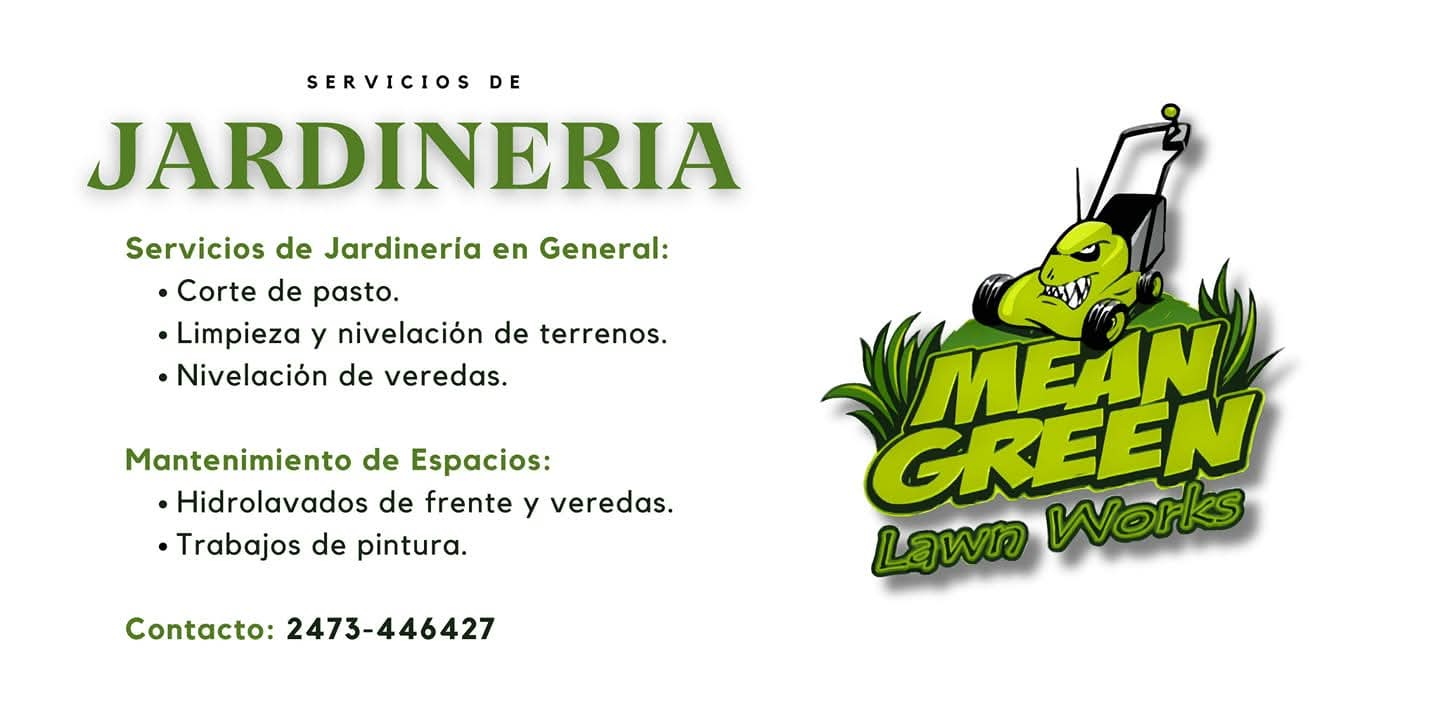 SERVICIOS DE
JARDINERIA
Servicios de Jardinería en General:
• Corte de pasto.
• Limpieza y nivelación de terrenos.
• Nivelación de veredas.
Mantenimiento de Espacios:
• Hidrolavados de frente y veredas.
• Trabajos de pintura.
Contacto: 2473-446427
MEAN
GREEN
Lawn Works